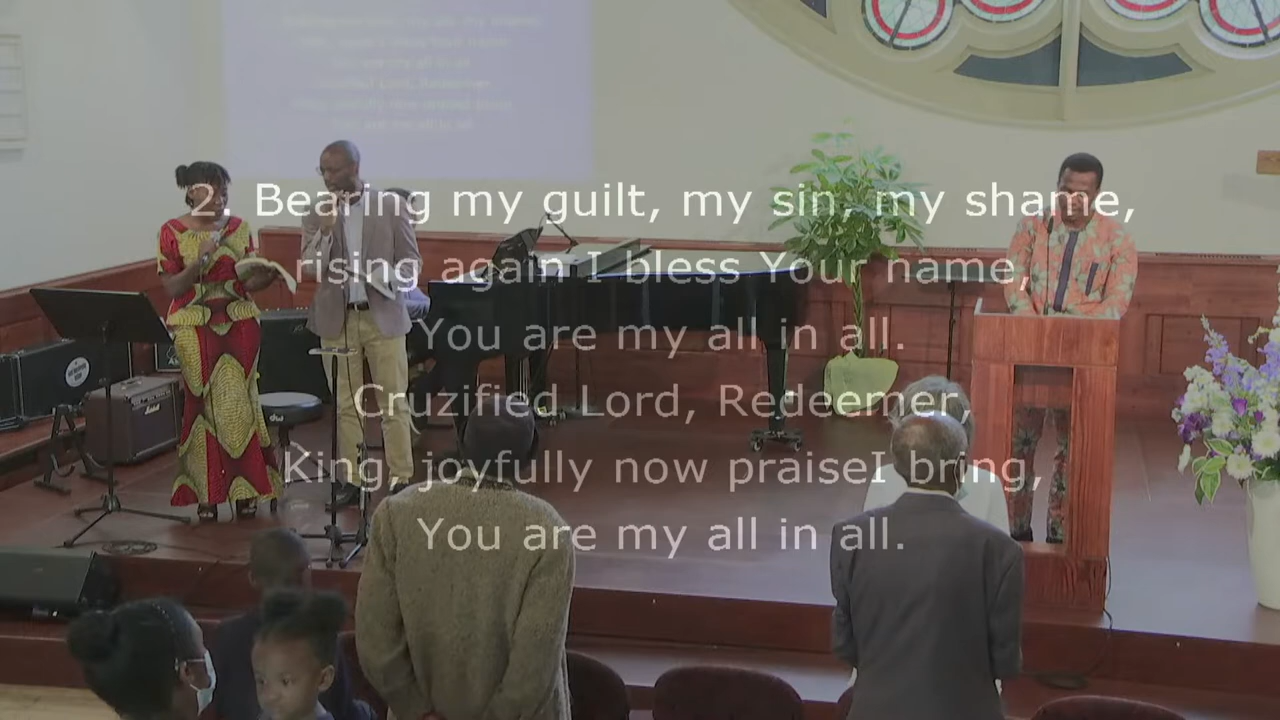 2. Bearing my guilt, my sin, my shame,
rising again I bless Your name,
You are my all in all.
Cruzified Lord, Redeemer
King, joyfully now praiseI bring,
You are my all in all.